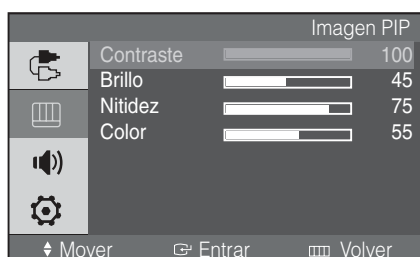 Imagen PIP
Contraste 100
Brillo 45
Nitidez 75
Color 55
Mover Entrar Volver